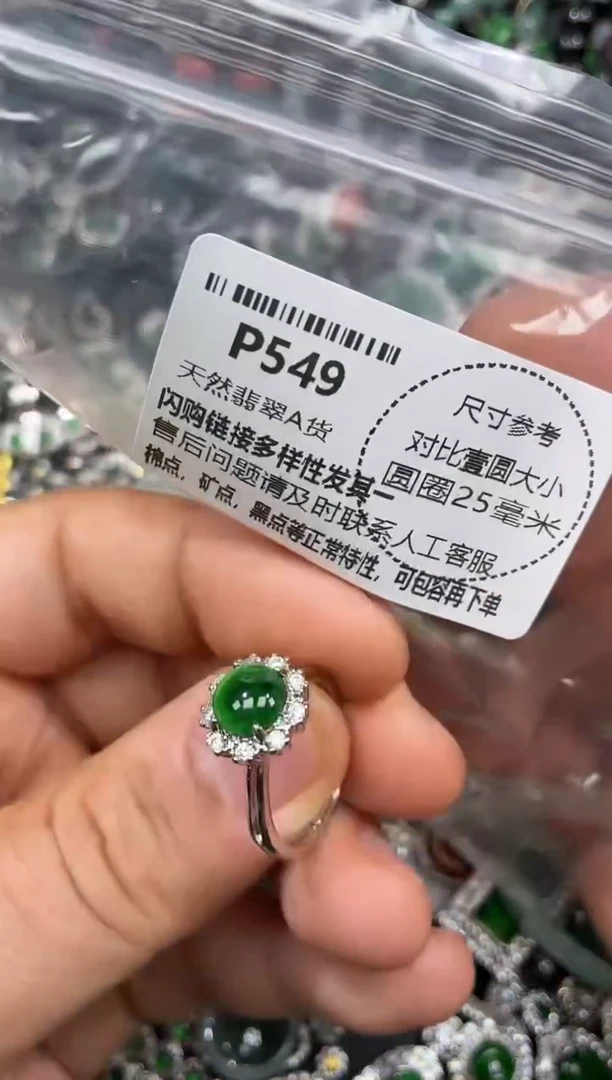 P549
天然翡翠A货
闪购链接多样性发其一
售后问题请及时联系人工客服
棉点，矿点，黑点等正常特性，可包容再下单
尺寸参考
对比壹圆大小
圆圈25毫米